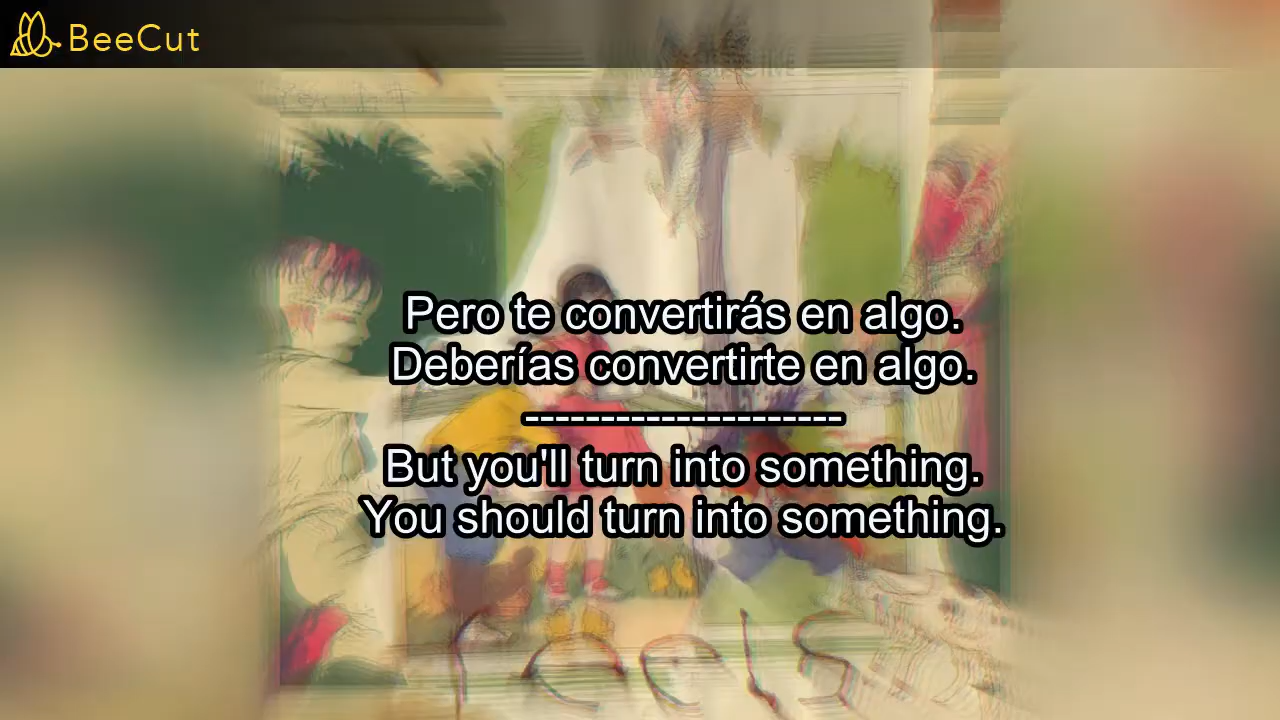 BeeCut
Pero te convertirás en algo.
Deberías convertirte en algo.
---------------------
But you'll turn into something.
You should turn into something.
Feels